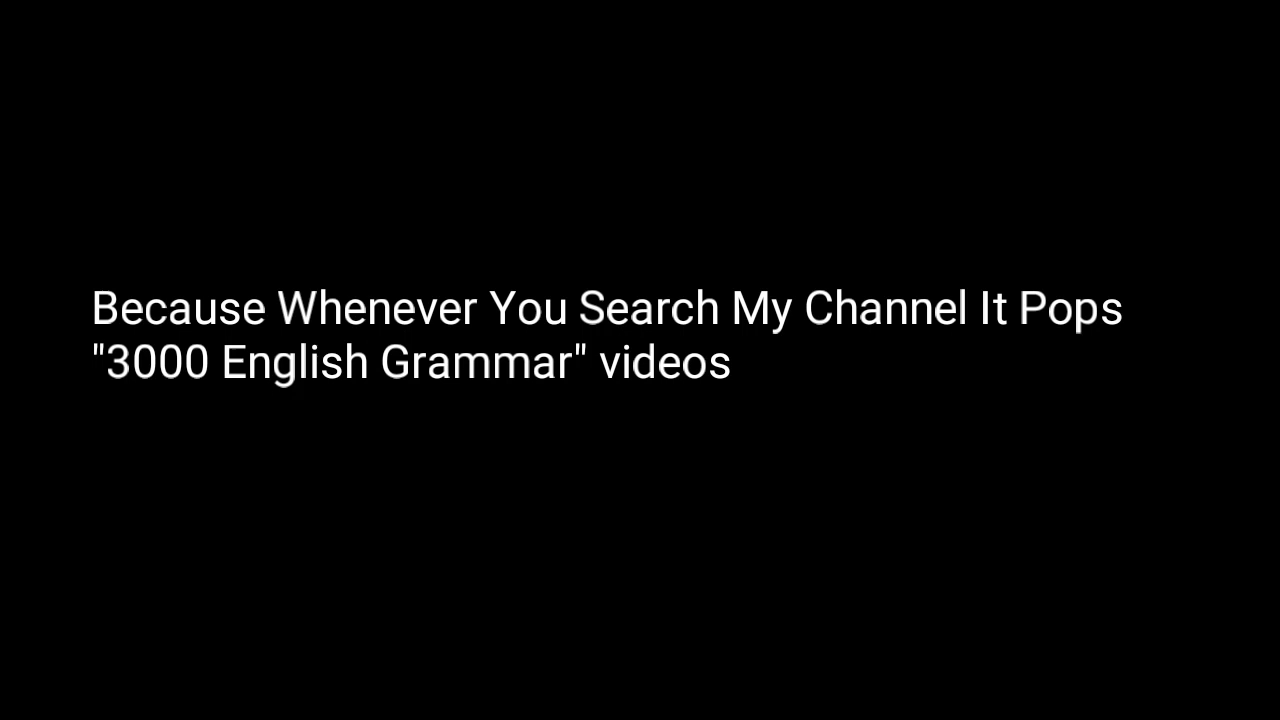 Because Whenever You Search My Channel It Pops
"3000 English Grammar" videos